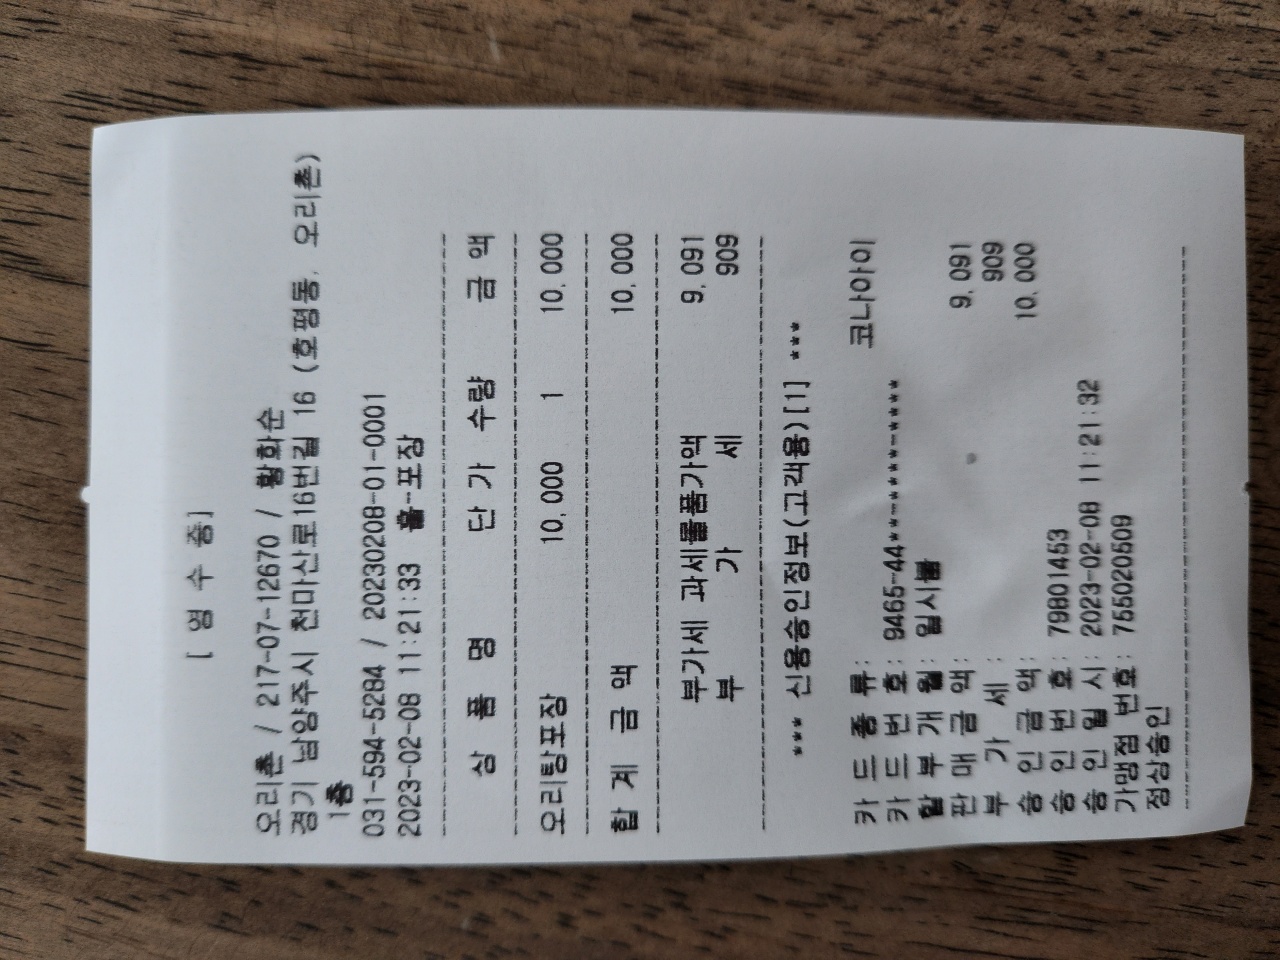 [ 영 수 증]
오리촌 / 217-07-12670 / 황화순
경기 남양주시 천마산로16번길 16 (호평동, 오리촌)
1층
031-594-5284 / 20230208-01-0001
2023-02-08 11:21:33 홀-포장
상 품 명 단 가 수량 금 액
오리탕포장 10,000 1 10,000
합 계 금 액 10,000
부가세 과세물품가액 9,091
부 가 세 909
*** 신용승인정보(고객용)[1] ***
카 드 종 류: 코나아이
카 드 번 호: 9465-44**-****-****
할 부 개 월: 일시불
판 매 금 액: 9,091
부 가 세: 909
승 인 금 액: 10,000
승 인 번 호: 79801453
승 인 일 시: 2023-02-08 11:21:32
가맹점 번호: 755020509
정상승인